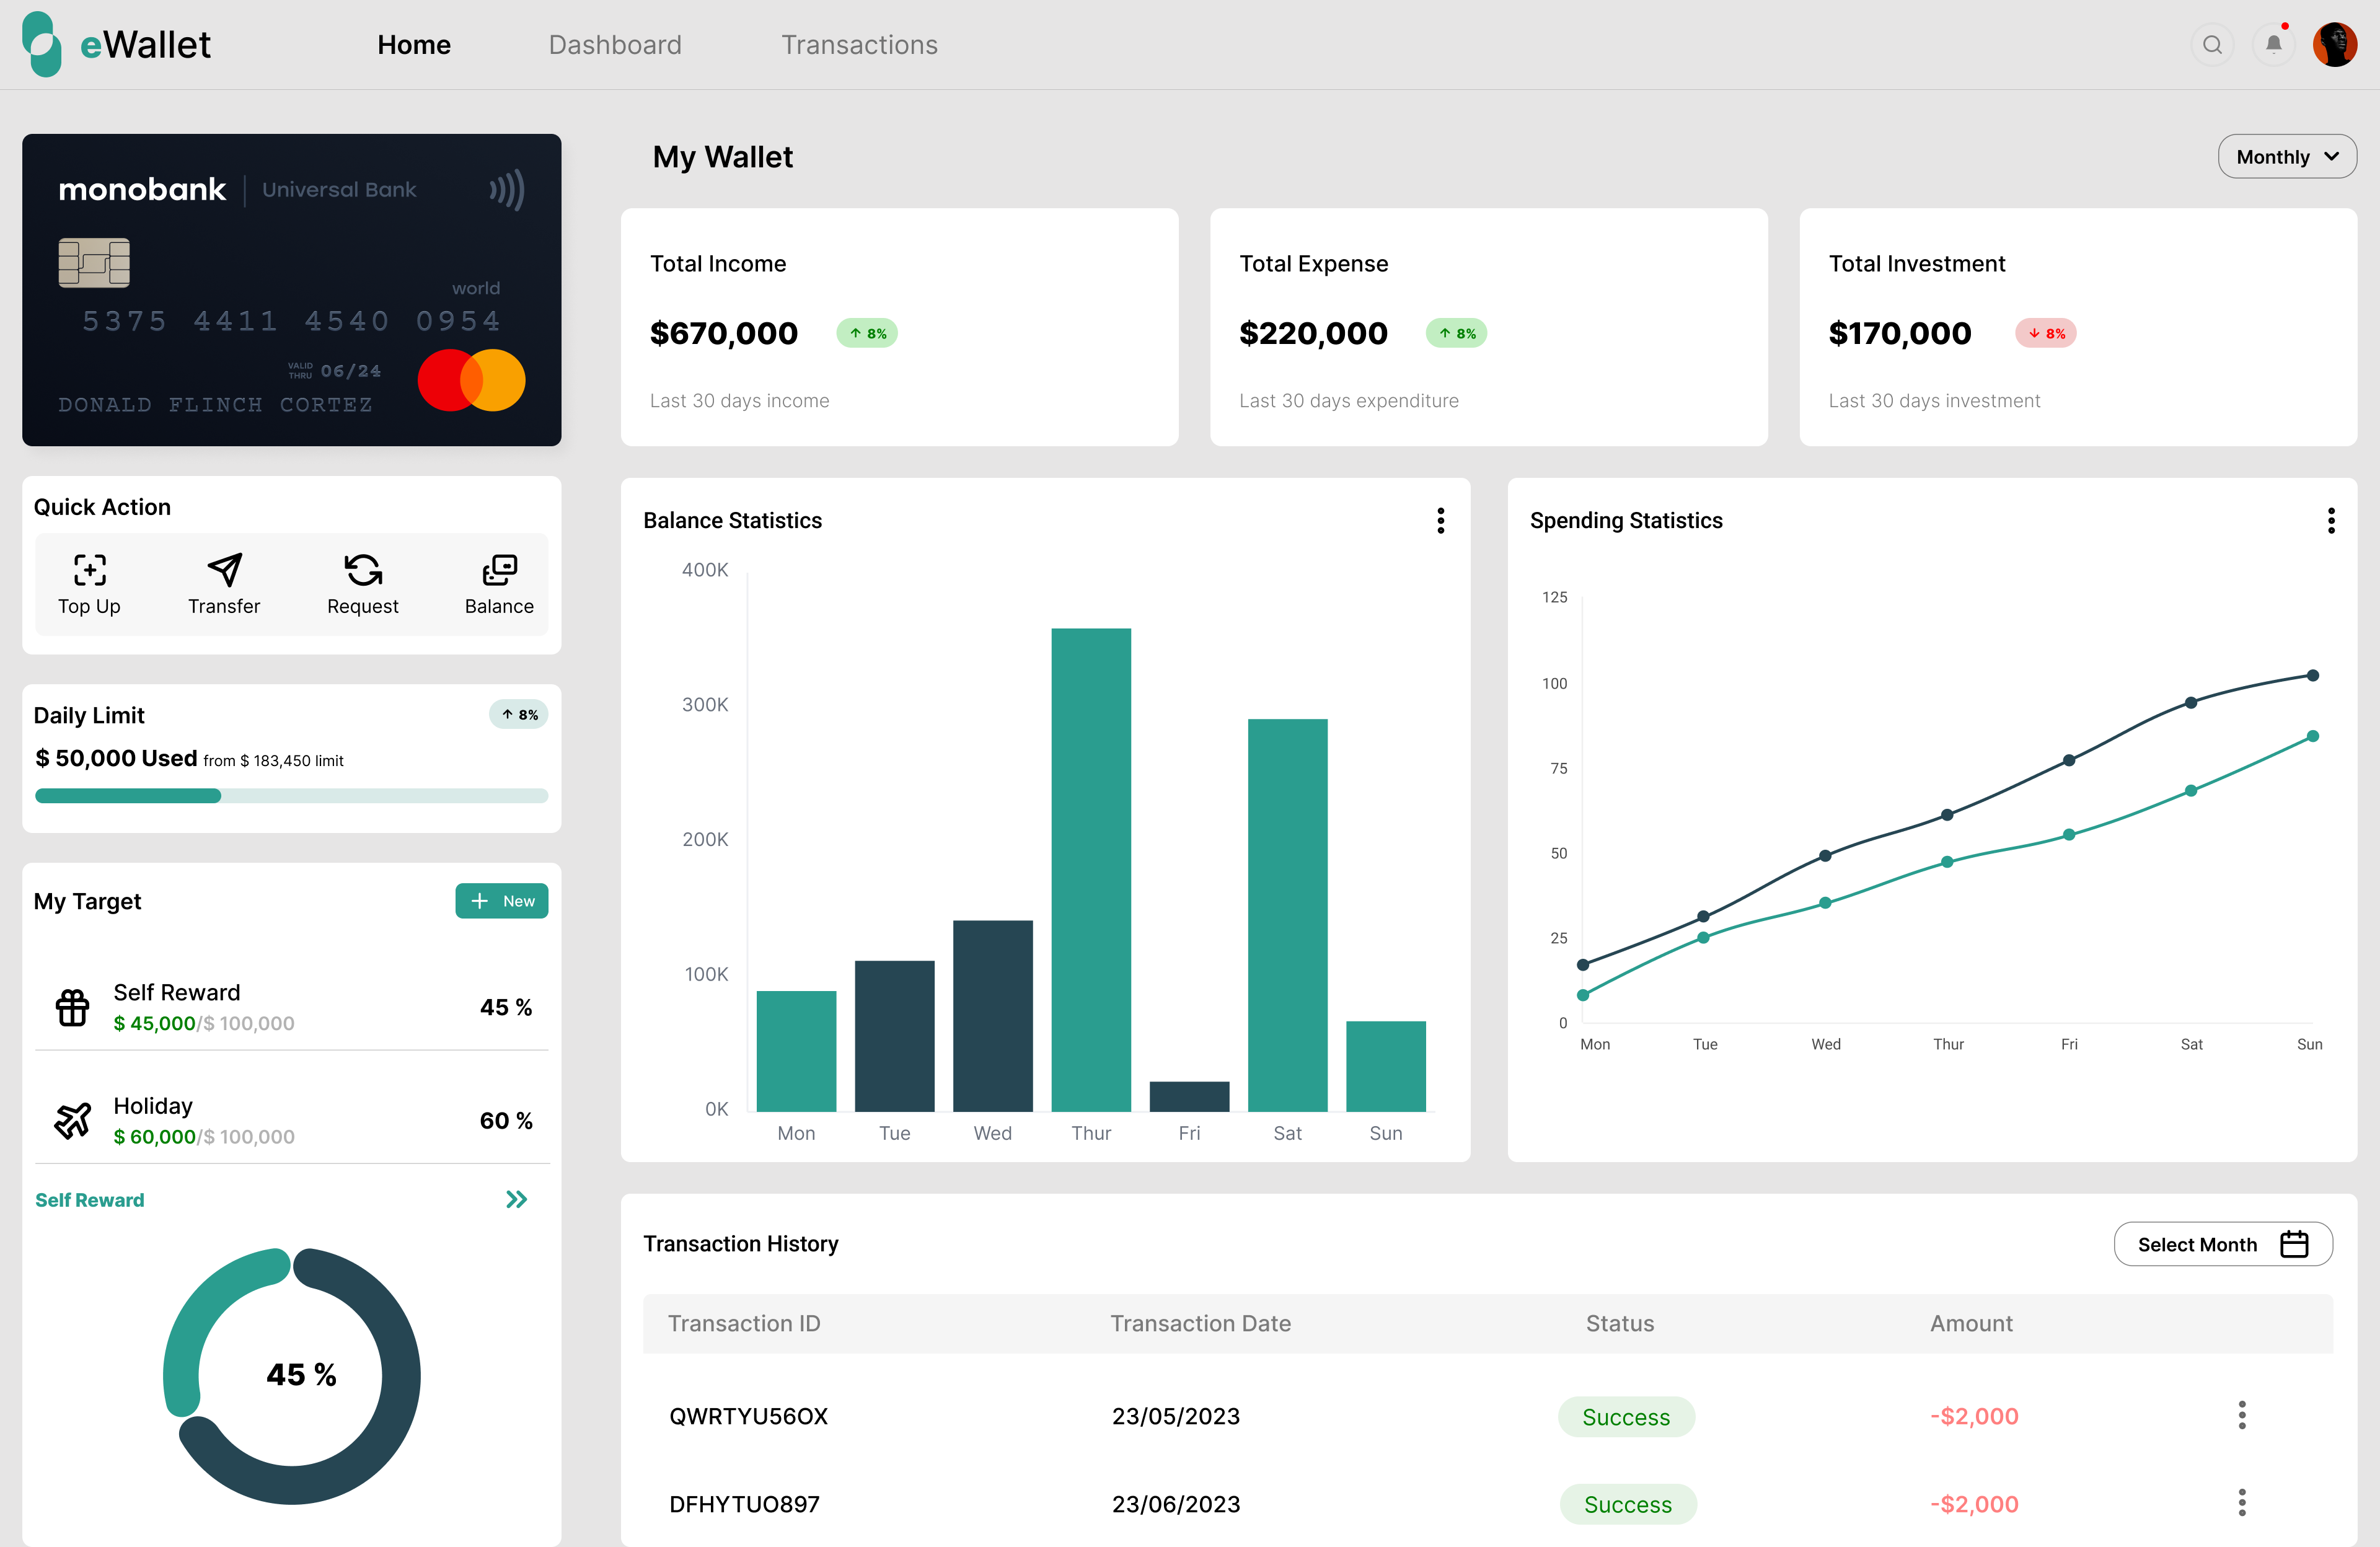 eWallet
Home
Dashboard
Transactions
monobank | Universal Bank
world
5375 4411 4540 0954
VALID THRU 06/24
DONALD FLINCH CORTEZ
Quick Action
Top Up
Transfer
Request
Balance
Daily Limit
8%
$ 50,000 Used from $ 183,450 limit
My Target
New
Self Reward
$ 45,000/$ 100,000
45 %
Holiday
$ 60,000/$ 100,000
60 %
Self Reward
45 %
My Wallet
Monthly
Total Income
$670,000
8%
Last 30 days income
Total Expense
$220,000
8%
Last 30 days expenditure
Total Investment
$170,000
8%
Last 30 days investment
Balance Statistics
400K
300K
200K
100K
0K
Mon Tue Wed Thur Fri Sat Sun
Spending Statistics
125
100
75
50
25
0
Mon Tue Wed Thur Fri Sat Sun
Transaction History
Select Month
Transaction ID Transaction Date Status Amount
QWRTYU56OX 23/05/2023 Success -$2,000
DFHYTUO897 23/06/2023 Success -$2,000